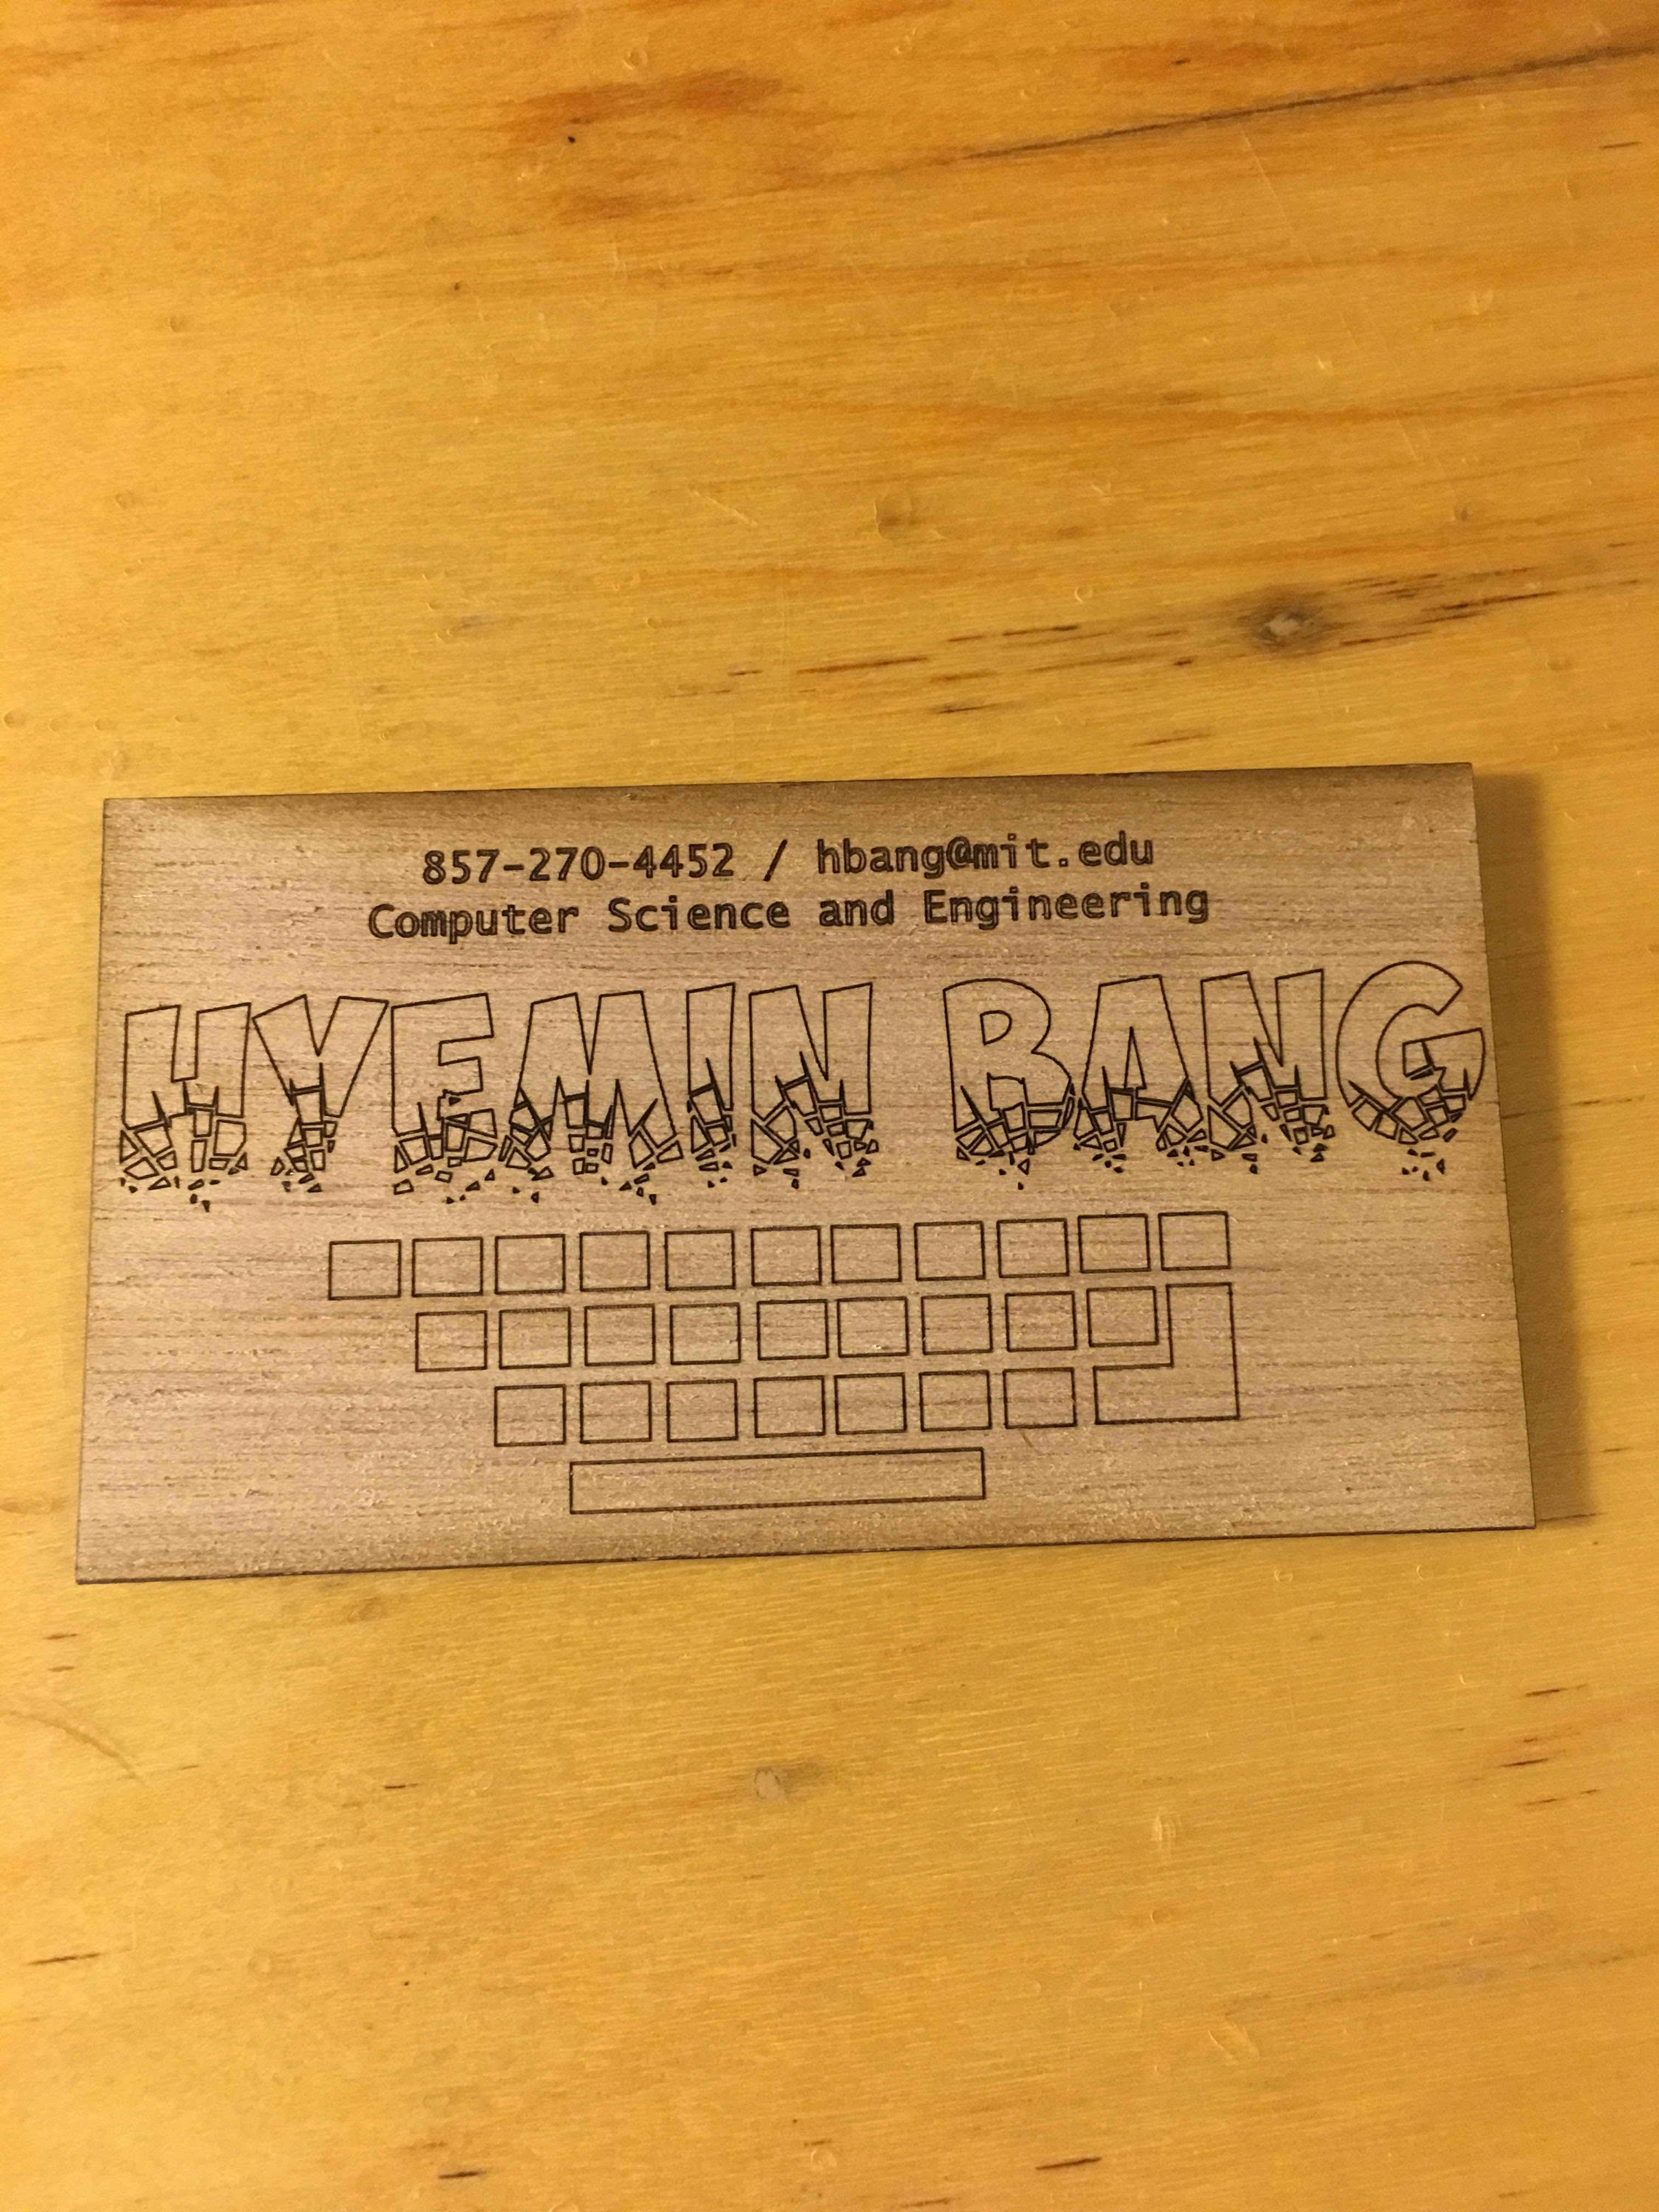 857-270-4452 / hbang@mit.edu
Computer Science and Engineering
HYEMIN BANG